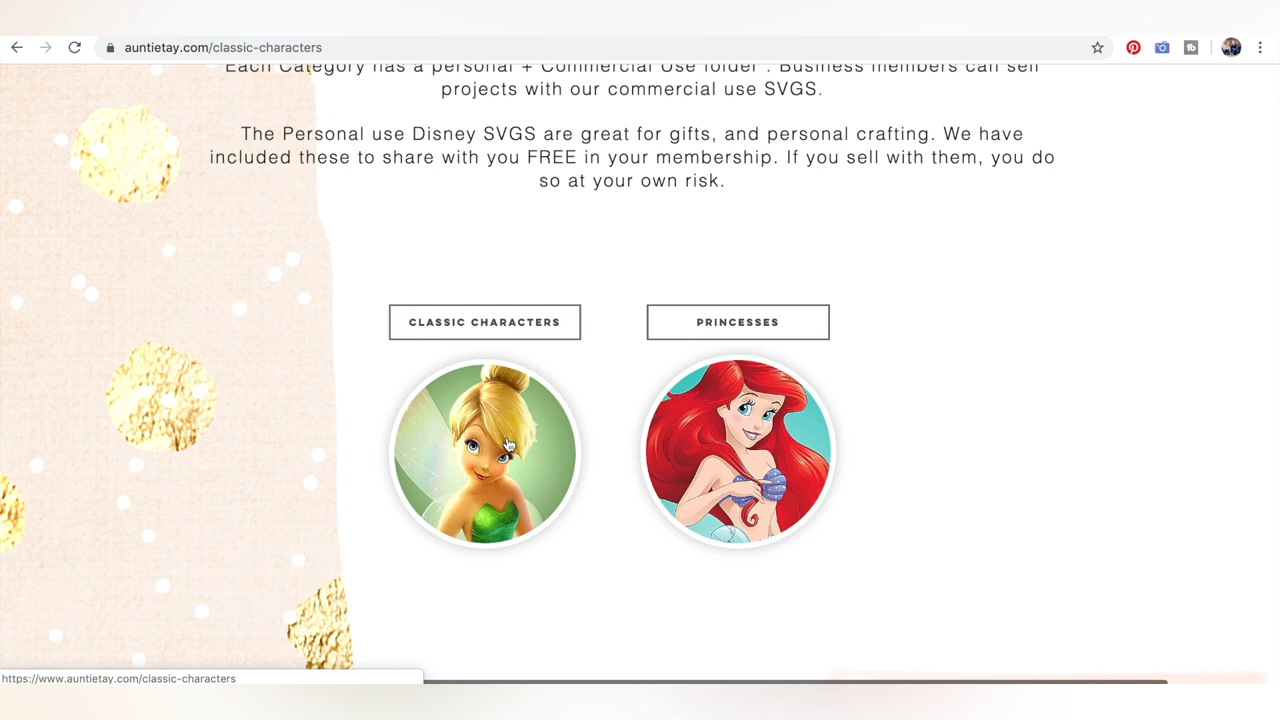 auntietay.com/classic-characters
Each Category has a personal + Commercial Use folder . Business members can sell
projects with our commercial use SVGS.
The Personal use Disney SVGS are great for gifts, and personal crafting. We have
included these to share with you FREE in your membership. If you sell with them, you do
so at your own risk.
CLASSIC CHARACTERS
PRINCESSES
https://www.auntietay.com/classic-characters